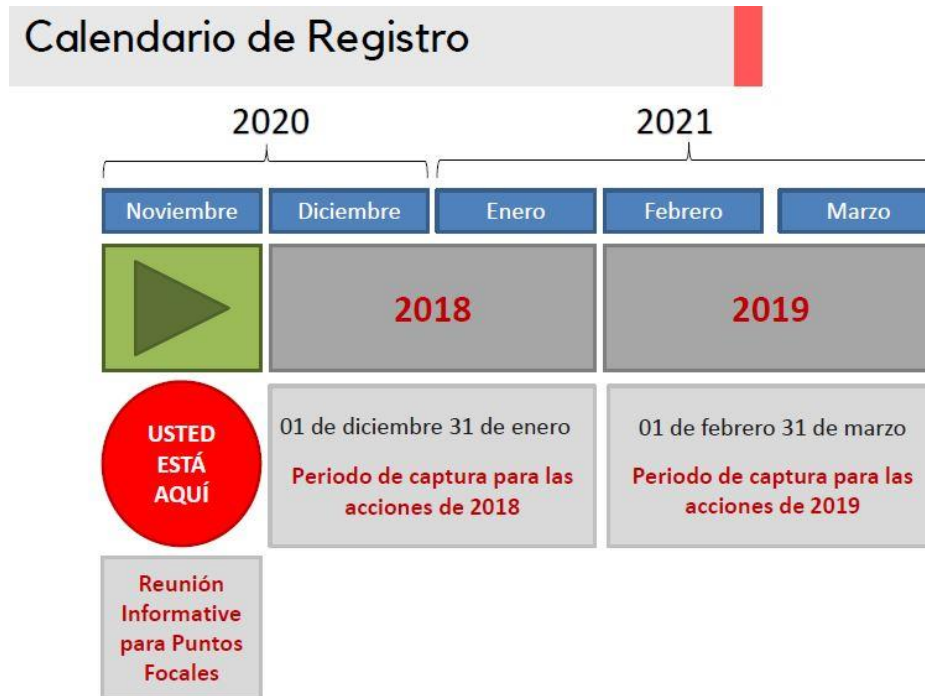 Calendario de Registro
2020
2021
Noviembre
Diciembre
Enero
Febrero
Marzo
2018
2019
USTED
ESTÁ
AQUÍ
01 de diciembre 31 de enero
Periodo de captura para las
acciones de 2018
01 de febrero 31 de marzo
Periodo de captura para las
acciones de 2019
Reunión
Informative
para Puntos
Focales